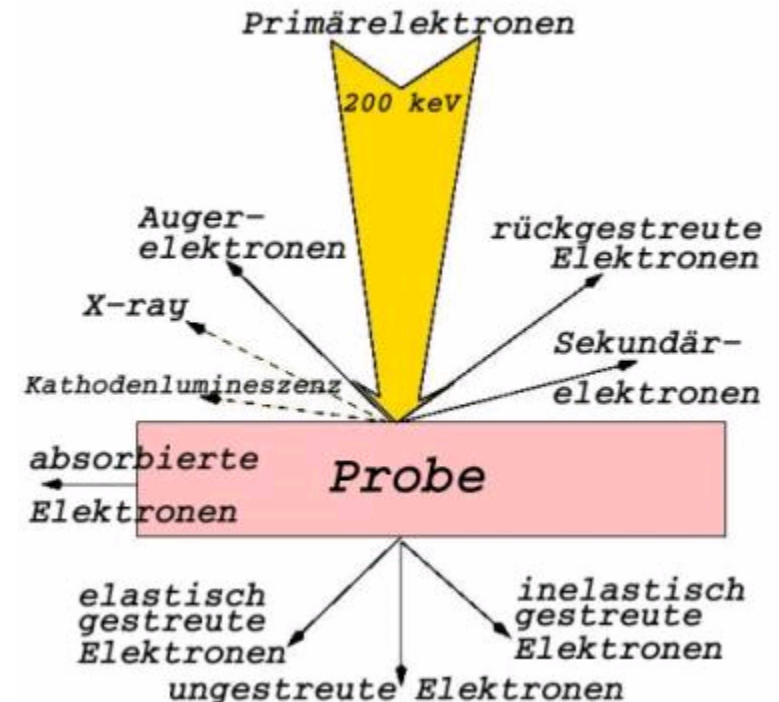 Primärelektronen
200 keV
Auger-
elektronen
rückgestreute
Elektronen
X-ray
Sekundär-
elektronen
Kathodenlumineszenz
absorbierte
Elektronen
Probe
elastisch
gestreute
Elektronen
inelastisch
gestreute
Elektronen
ungestreute Elektronen